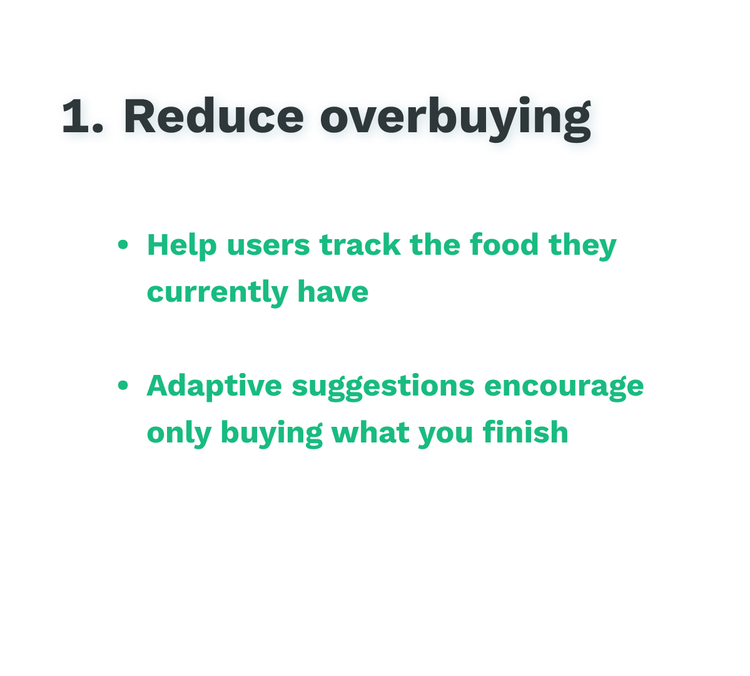 1. Reduce overbuying
• Help users track the food they
currently have
• Adaptive suggestions encourage
only buying what you finish